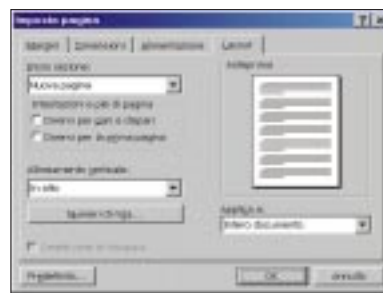 Imposta pagina
Margini Dimensioni Alimentazione Layout
Inizio sezione:
Anteprima
Nuova pagina
Intestazioni e piè di pagina
Diversi per pari e dispari
Diversi per la prima pagina
Allineamento verticale:
In alto
Numeri di riga...
Applica a:
Intero documento
Predefinito... OK Annulla